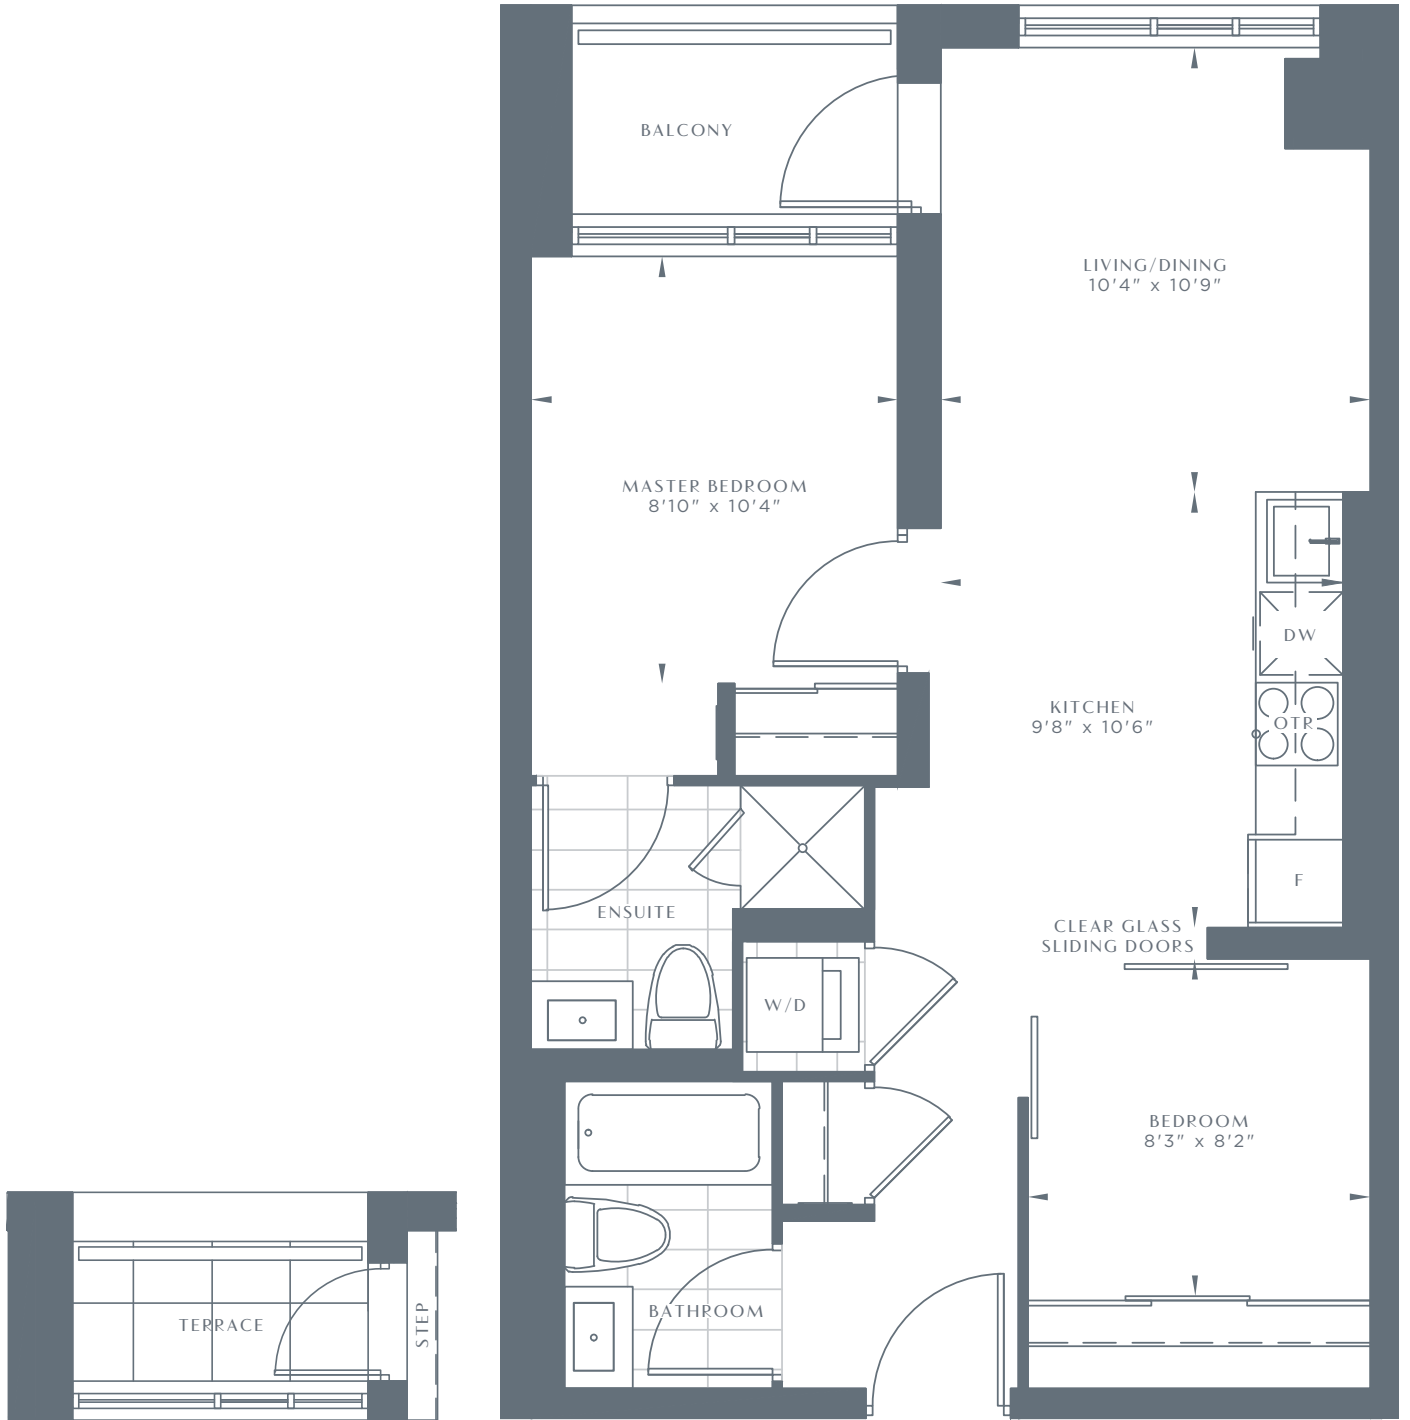 BALCONY
LIVING/DINING
10'4" x 10'9"
MASTER BEDROOM
8'10" x 10'4"
DW
KITCHEN
9'8" x 10'6"
OTR
F
ENSUITE
CLEAR GLASS
SLIDING DOORS
W/D
BEDROOM
8'3" x 8'2"
BATHROOM
TERRACE
STEP